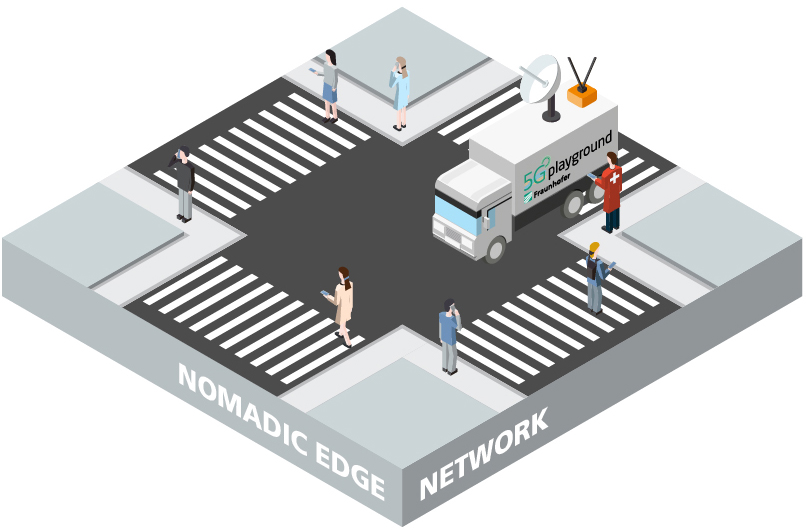 5G playground
Fraunhofer
NOMADIC EDGE
NETWORK